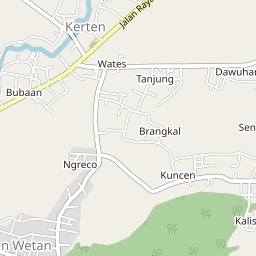 Jalan Raya
Kerten
Wates
Tanjung
Dawuhan
Bubaan
Brangkal
Sen
Ngreco
Kuncen
Kalis
n Wetan